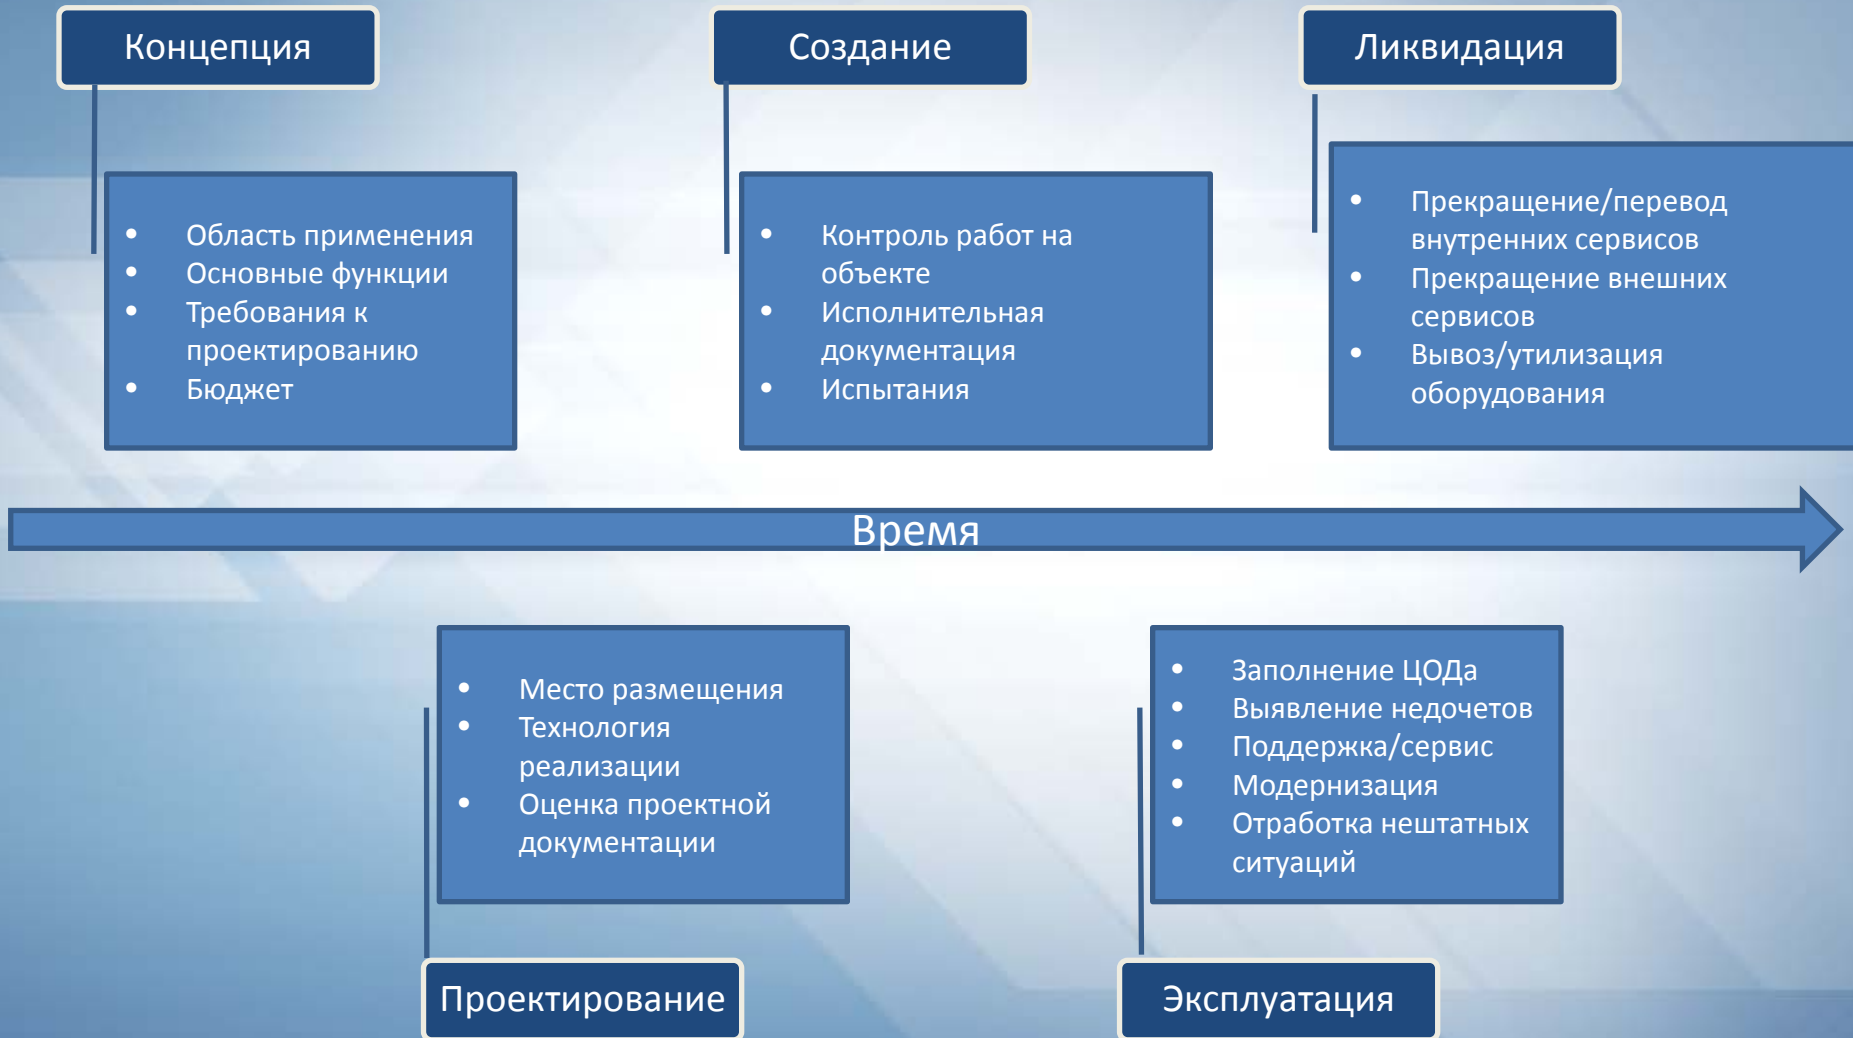 Концепция
Создание
Ликвидация
• Область применения
• Основные функции
• Требования к
проектированию
• Бюджет
• Контроль работ на
объекте
• Исполнительная
документация
• Испытания
• Прекращение/перевод
внутренних сервисов
• Прекращение внешних
сервисов
• Вывоз/утилизация
оборудования
Время
• Место размещения
• Технология
реализации
• Оценка проектной
документации
• Заполнение ЦОДа
• Выявление недочетов
• Поддержка/сервис
• Модернизация
• Отработка нештатных
ситуаций
Проектирование
Эксплуатация